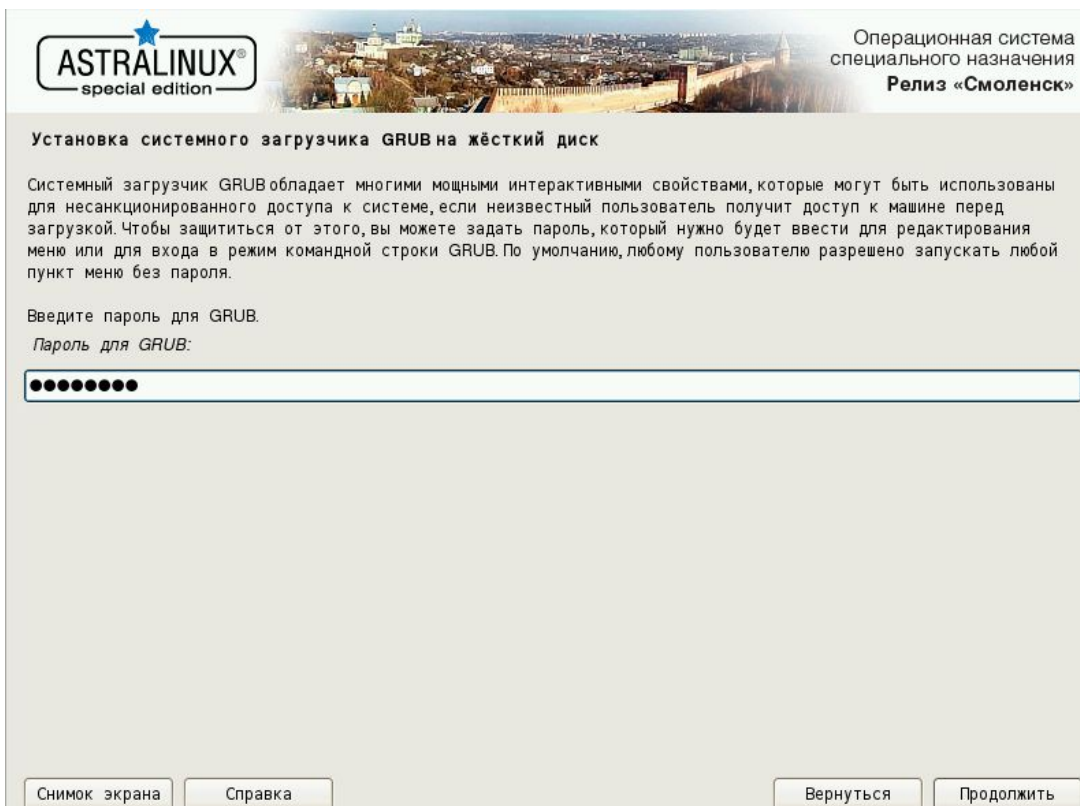 ASTRALINUX®
special edition
Операционная система
специального назначения
Релиз «Смоленск»
Установка системного загрузчика GRUB на жёсткий диск
Системный загрузчик GRUB обладает многими мощными интерактивными свойствами, которые могут быть использованы
для несанкционированного доступа к системе, если неизвестный пользователь получит доступ к машине перед
загрузкой. Чтобы защититься от этого, вы можете задать пароль, который нужно будет ввести для редактирования
меню или для входа в режим командной строки GRUB. По умолчанию, любому пользователю разрешено запускать любой
пункт меню без пароля.
Введите пароль для GRUB.
Пароль для GRUB:
●●●●●●●●
Снимок экрана
Справка
Вернуться
Продолжить